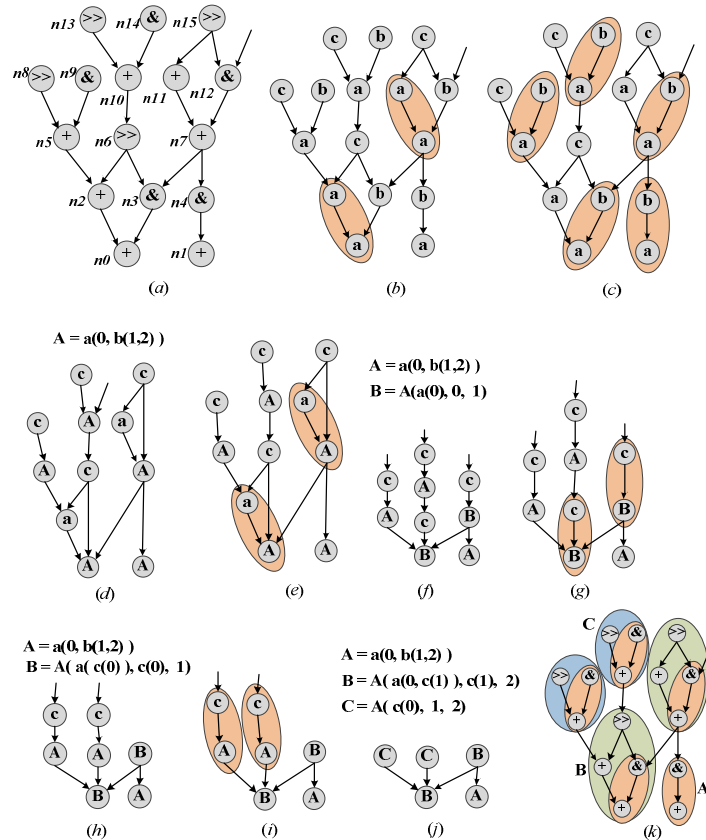 n13 >> n14 & n15 >>
n8 >> n9 & + n10 + n11 & n12
n5 + n6 >> n7 +
n2 + n3 & n4 &
n0 + n1 +
(a)
c b c
c b a a b
a c a
a b b
a a
(b)
c b c
c b a a b
a c a
a b b
a a
(c)
A = a(0, b(1,2) )
c c
c A a
A c A
a
A A
(d)
c c
c A a
A c A
a
A A
(e)
A = a(0, b(1,2) )
B = A(a(0), 0, 1)
c
c A c
A c B
B A
(f)
c
c A c
A c B
B A
(g)
A = a(0, b(1,2) )
B = A( a( c(0) ), c(0), 1)
c c
A A B
B A
(h)
c c
A A B
B A
(i)
A = a(0, b(1,2) )
B = A( a(0, c(1) ), c(1), 2)
C = A( c(0), 1, 2)
C C B
B A
(j)
C >> & >>
>> & + + &
+ >> +
B + & & A
+ +
(k)